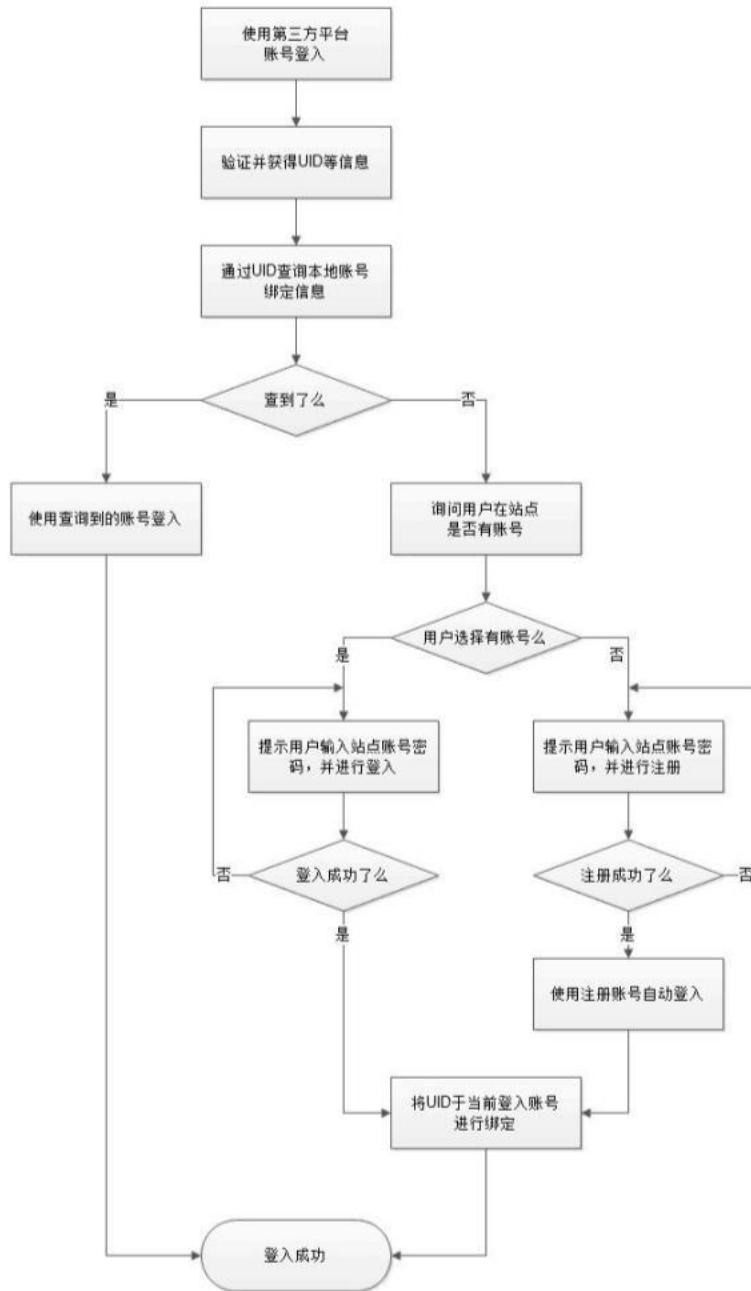 使用第三方平台
账号登入
验证并获得UID等信息
通过UID查询本地账号
绑定信息
是
查到了么
否
使用查询到的账号登入
询问用户在站点
是否有账号
用户选择有账号么
是
否
提示用户输入站点账号密
码，并进行登入
提示用户输入站点账号密
码，并进行注册
否
登入成功了么
注册成功了么
否
是
是
使用注册账号自动登入
将UID于当前登入账号
进行绑定
登入成功